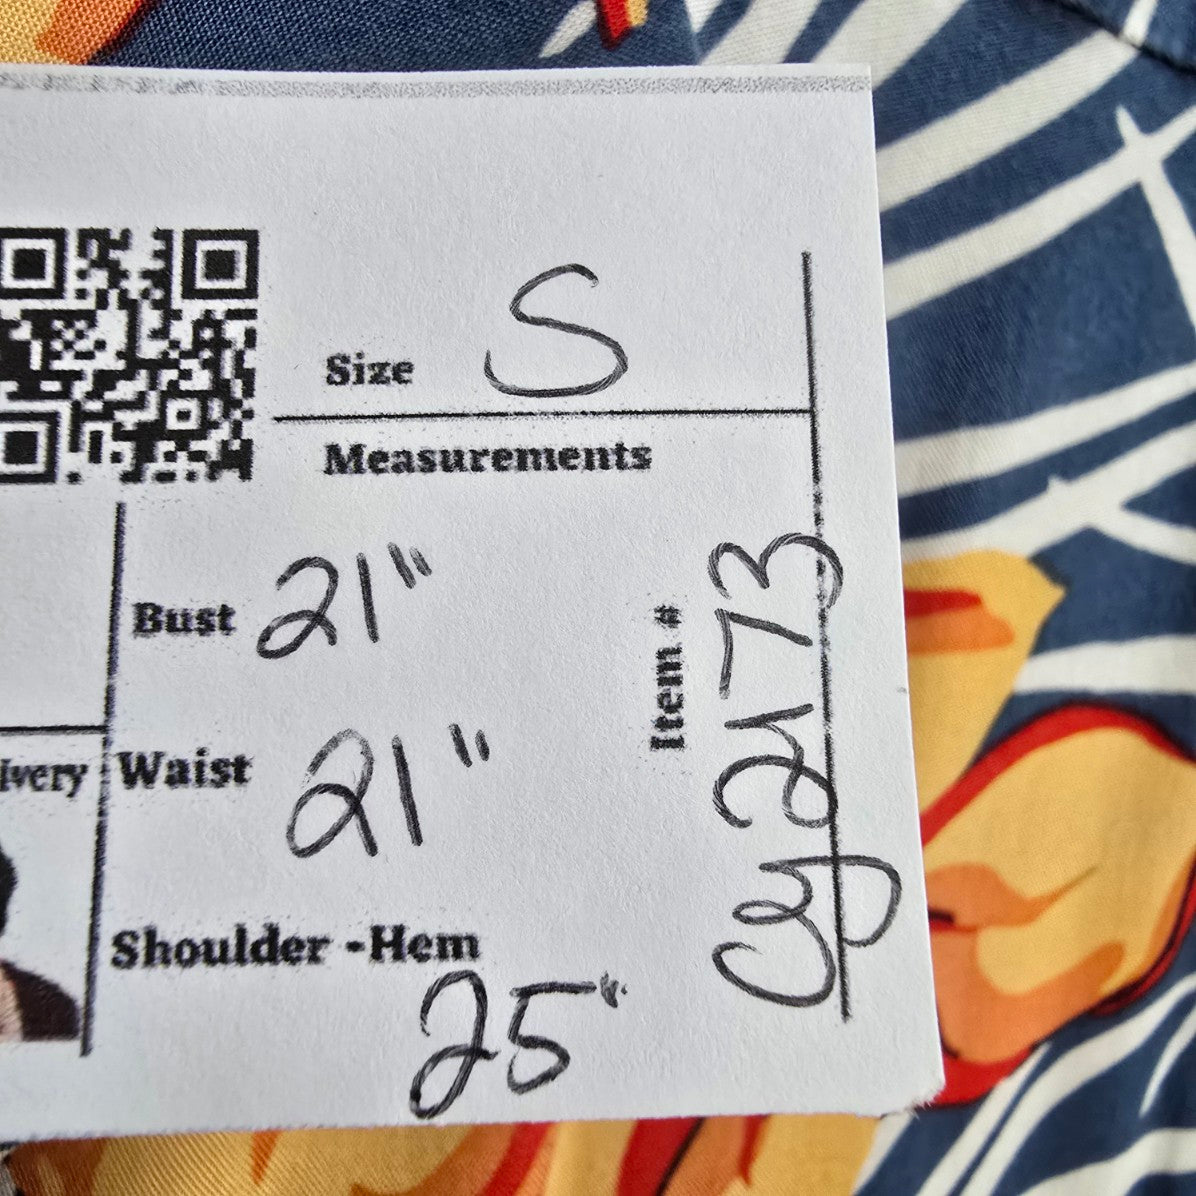 Size S
Measurements
Bust 21"
Waist 21"
Shoulder -Hem
25"
Item #
Cy2173
ivery